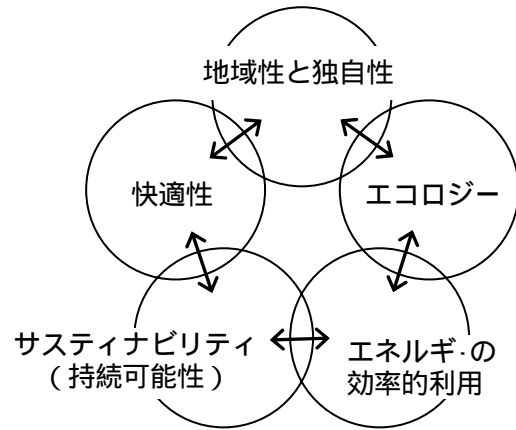 地域性と独自性
快適性
エコロジー
サスティナビリティ
(持続可能性)
エネルギ·の
効率的利用